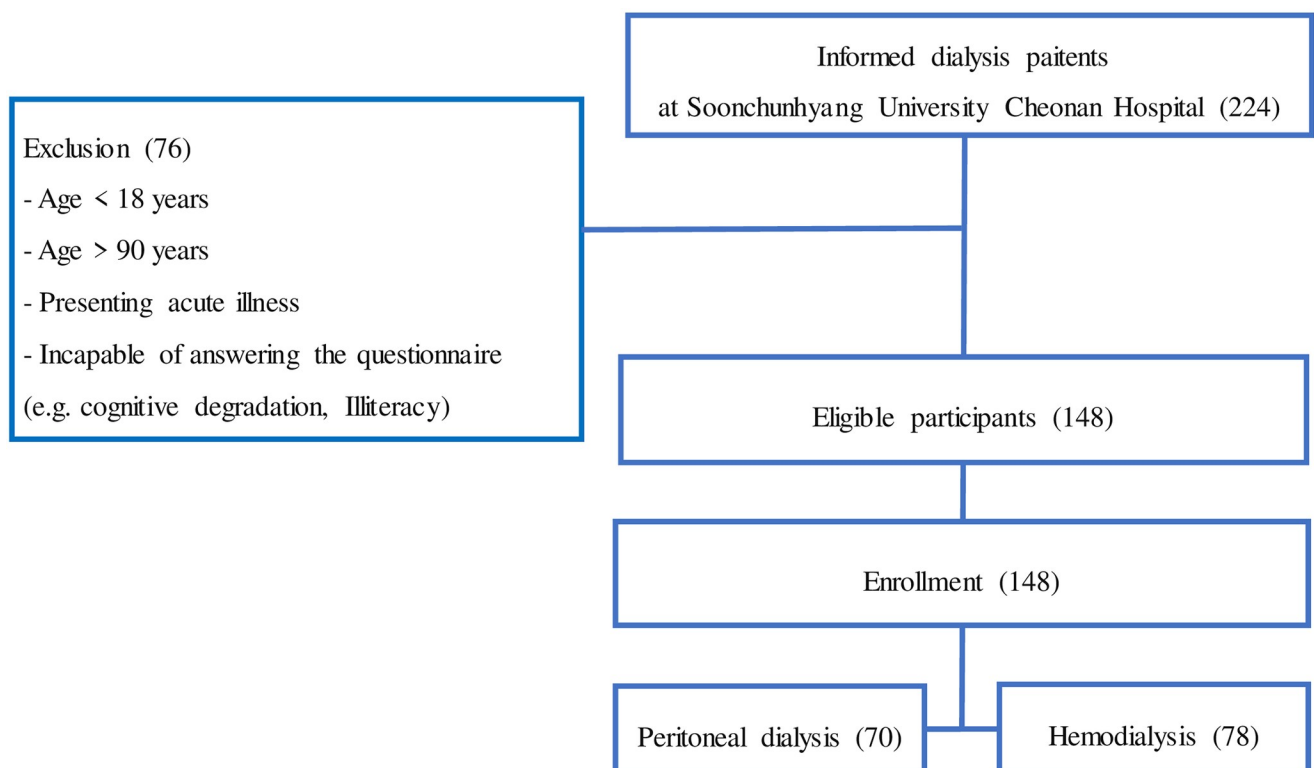 Informed dialysis paitents
at Soonchunhyang University Cheonan Hospital (224)
Exclusion (76)
- Age < 18 years
- Age > 90 years
- Presenting acute illness
- Incapable of answering the questionnaire
(e.g. cognitive degradation, Illiteracy)
Eligible participants (148)
Enrollment (148)
Peritoneal dialysis (70)
Hemodialysis (78)